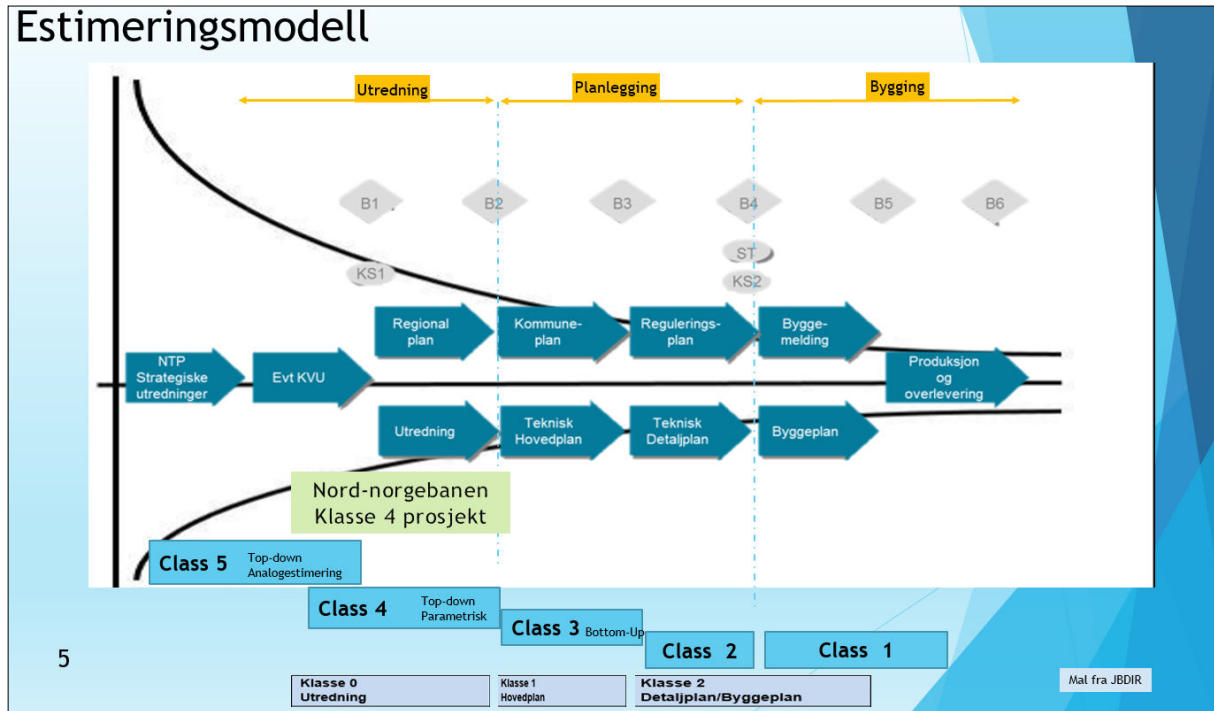 Estimeringsmodell
Utredning
Planlegging
Bygging
B1
B2
B3
B4
B5
B6
KS1
ST
KS2
Regional
plan
Kommune-
plan
Regulerings-
plan
Bygge-
melding
NTP
Strategiske
utredninger
Evt KVU
Produksjon
og
overlevering
Utredning
Teknisk
Hovedplan
Teknisk
Detaljplan
Byggeplan
Nord-norgebanen
Klasse 4 prosjekt
Class 5
Top-down
Analogestimering
Class 4
Top-down
Parametrisk
Class 3
Bottom-Up
Class 2
Class 1
5
Klasse 0
Utredning
Klasse 1
Hovedplan
Klasse 2
Detaljplan/Byggeplan
Mal fra JBDIR